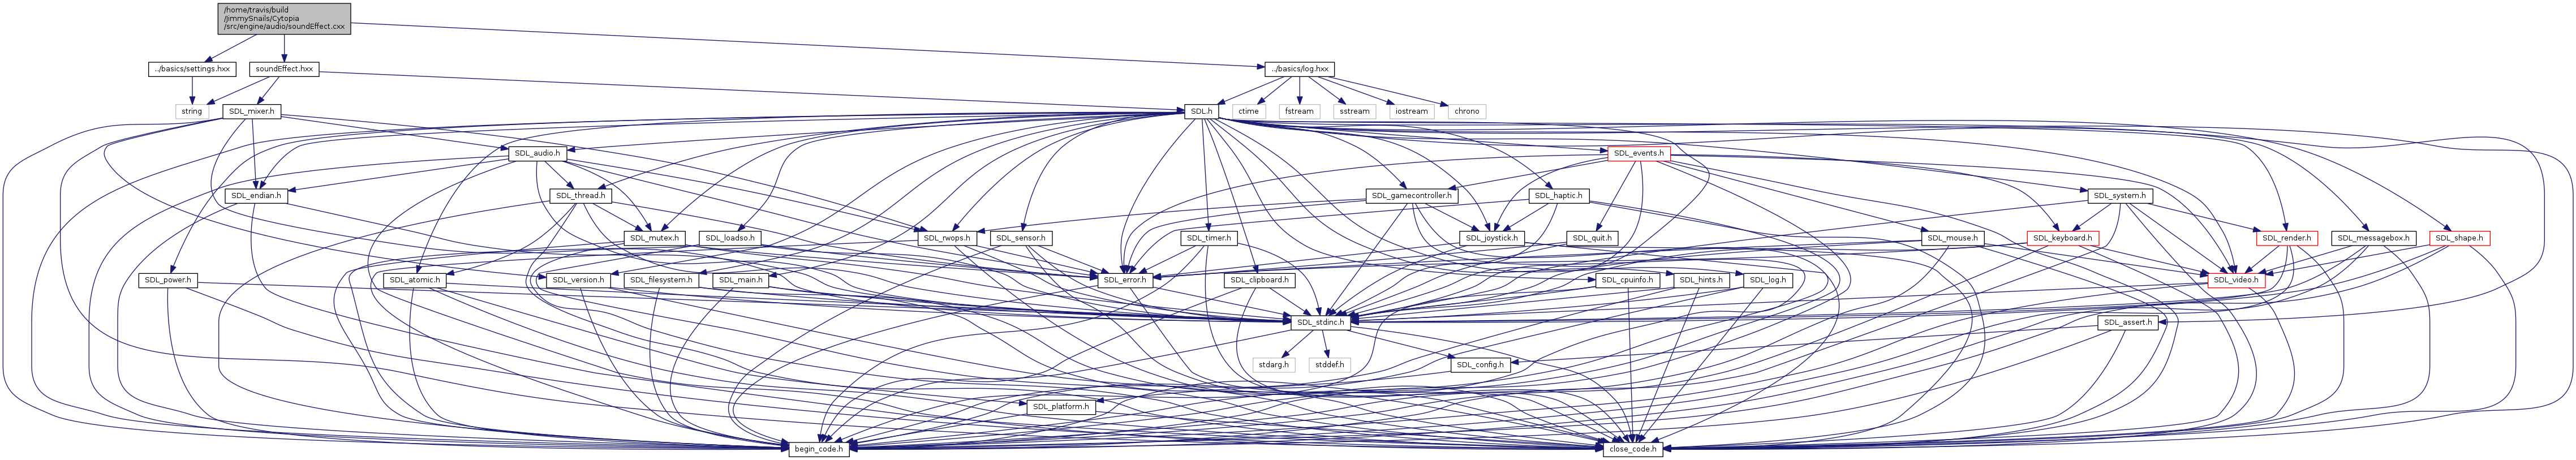 /home/travis/build
/JimmySnails/Cytopia
/src/engine/audio/soundEffect.cxx
../basics/settings.hxx
soundEffect.hxx
../basics/log.hxx
string
SDL_mixer.h
SDL.h
ctime
fstream
sstream
iostream
chrono
SDL_audio.h
SDL_events.h
SDL_endian.h
SDL_thread.h
SDL_gamecontroller.h
SDL_haptic.h
SDL_system.h
SDL_mutex.h
SDL_loadso.h
SDL_rwops.h
SDL_sensor.h
SDL_timer.h
SDL_joystick.h
SDL_quit.h
SDL_mouse.h
SDL_keyboard.h
SDL_render.h
SDL_messagebox.h
SDL_shape.h
SDL_power.h
SDL_atomic.h
SDL_version.h
SDL_filesystem.h
SDL_main.h
SDL_error.h
SDL_clipboard.h
SDL_cpuinfo.h
SDL_hints.h
SDL_log.h
SDL_video.h
SDL_stdinc.h
SDL_assert.h
stdarg.h
stddef.h
SDL_config.h
SDL_platform.h
begin_code.h
close_code.h